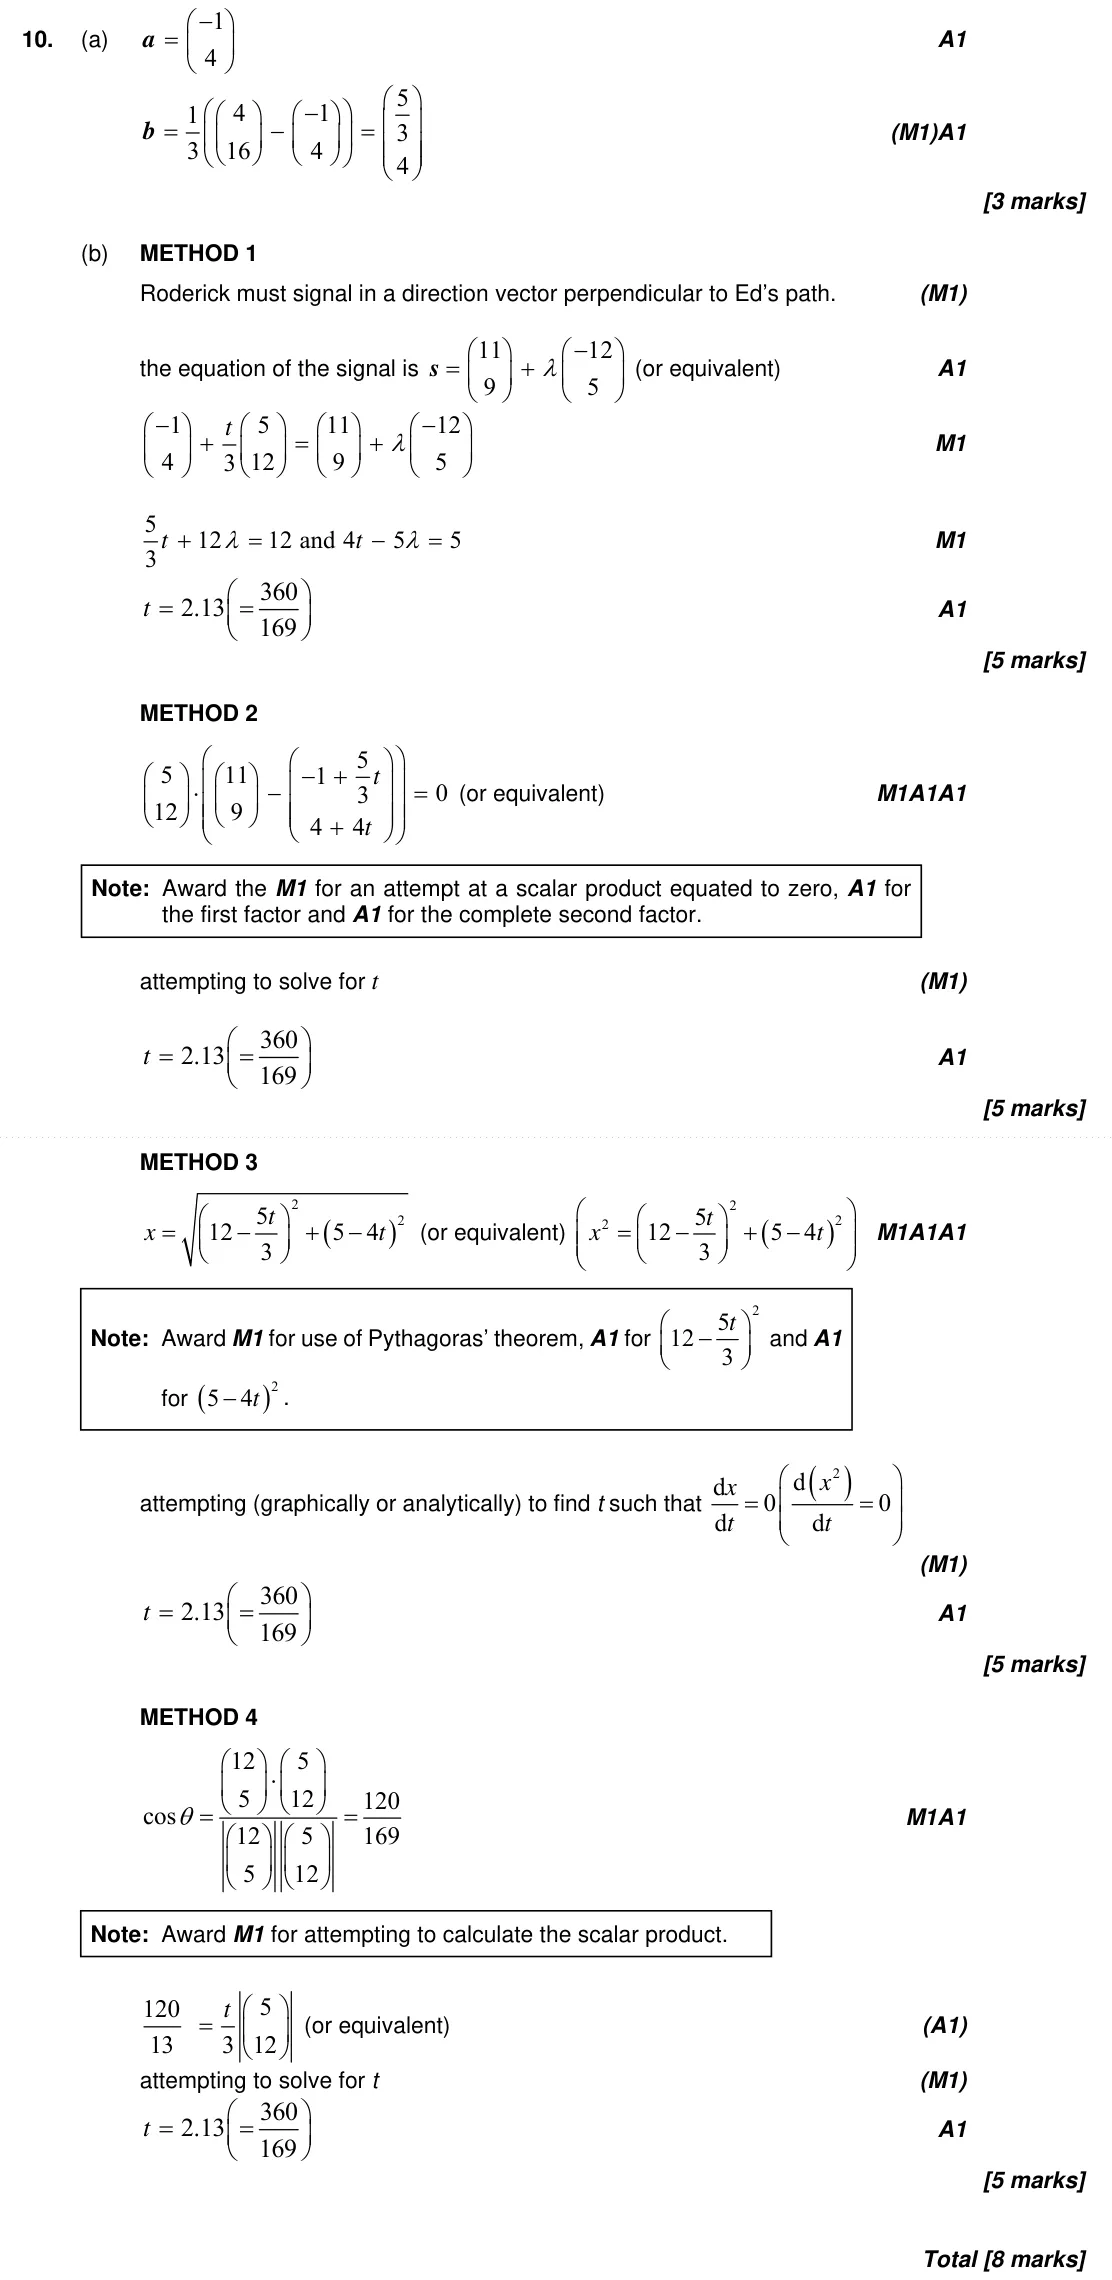 10. (a) a = (−1 4) A1
b = 1/3((4 16) − (−1 4)) = (5/3 4) (M1)A1
[3 marks]
(b) METHOD 1
Roderick must signal in a direction vector perpendicular to Ed's path. (M1)
the equation of the signal is s = (11 9) + λ(−12 5) (or equivalent) A1
(−1 4) + t/3(5 12) = (11 9) + λ(−12 5) M1
5/3 t + 12λ = 12 and 4t − 5λ = 5 M1
t = 2.13(= 360/169) A1
[5 marks]
METHOD 2
(5 12) · ((11 9) − (−1 + 5/3 t 4 + 4t)) = 0 (or equivalent) M1A1A1
Note: Award the M1 for an attempt at a scalar product equated to zero, A1 for
the first factor and A1 for the complete second factor.
attempting to solve for t (M1)
t = 2.13(= 360/169) A1
[5 marks]
METHOD 3
x = √((12 − 5t/3)² + (5 − 4t)²) (or equivalent) (x² = (12 − 5t/3)² + (5 − 4t)²) M1A1A1
Note: Award M1 for use of Pythagoras' theorem, A1 for (12 − 5t/3)² and A1
for (5 − 4t)².
attempting (graphically or analytically) to find t such that dx/dt = 0(d(x²)/dt = 0)
(M1)
t = 2.13(= 360/169) A1
[5 marks]
METHOD 4
cos θ = (12 5) · (5 12) / |(12 5)||(5 12)| = 120/169 M1A1
Note: Award M1 for attempting to calculate the scalar product.
120/13 = t/3|(5 12)| (or equivalent) (A1)
attempting to solve for t (M1)
t = 2.13(= 360/169) A1
[5 marks]
Total [8 marks]